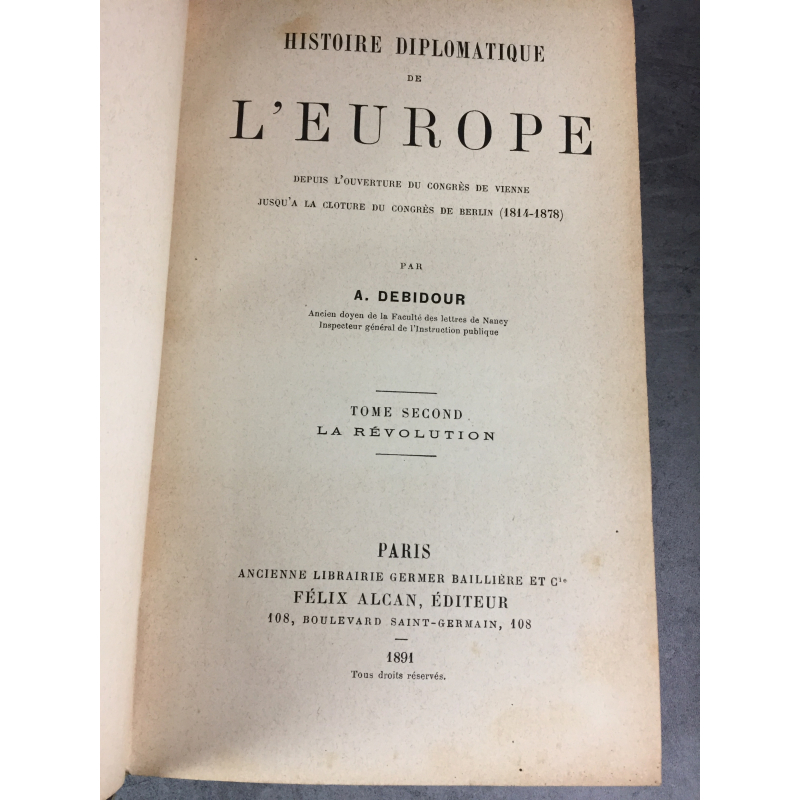 HISTOIRE DIPLOMATIQUE
DE
L'EUROPE
DEPUIS L'OUVERTURE DU CONGRÈS DE VIENNE
JUSQU'A LA CLOTURE DU CONGRÈS DE BERLIN (1814-1878)
PAR
A. DEBIDOUR
Ancien doyen de la Faculté des lettres de Nancy
Inspecteur général de l'Instruction publique
TOME SECOND
LA RÉVOLUTION
PARIS
ANCIENNE LIBRAIRIE GERMER BAILLIÈRE ET Cie
FÉLIX ALCAN, ÉDITEUR
108, BOULEVARD SAINT-GERMAIN, 108
1891
Tous droits réservés.